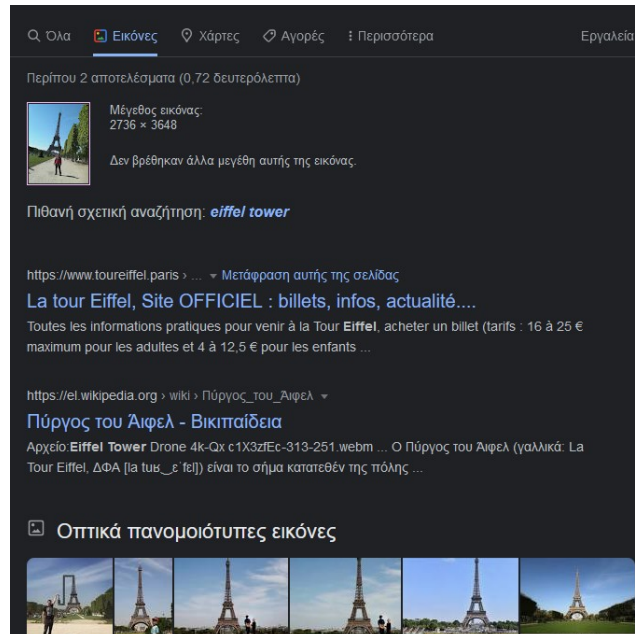 Όλα Εικόνες Χάρτες Αγορές Περισσότερα Εργαλεία
Περίπου 2 αποτελέσματα (0,72 δευτερόλεπτα)
Μέγεθος εικόνας:
2736 × 3648
Δεν βρέθηκαν άλλα μεγέθη αυτής της εικόνας.
Πιθανή σχετική αναζήτηση: eiffel tower
https://www.toureiffel.paris › ... Μετάφραση αυτής της σελίδας
La tour Eiffel, Site OFFICIEL : billets, infos, actualité....
Toutes les informations pratiques pour venir à la Tour Eiffel, acheter un billet (tarifs : 16 à 25 €
maximum pour les adultes et 4 à 12,5 € pour les enfants ...
https://el.wikipedia.org › wiki › Πύργος_του_Άιφελ
Πύργος του Άιφελ - Βικιπαίδεια
Αρχείο:Eiffel Tower Drone 4k-Qx c1X3zfEc-313-251.webm ... Ο Πύργος του Άιφελ (γαλλικά: La
Tour Eiffel, ΔΦΑ [la tuʁ‿ɛˈfɛl]) είναι το σήμα κατατεθέν της πόλης ...
Οπτικά πανομοιότυπες εικόνες